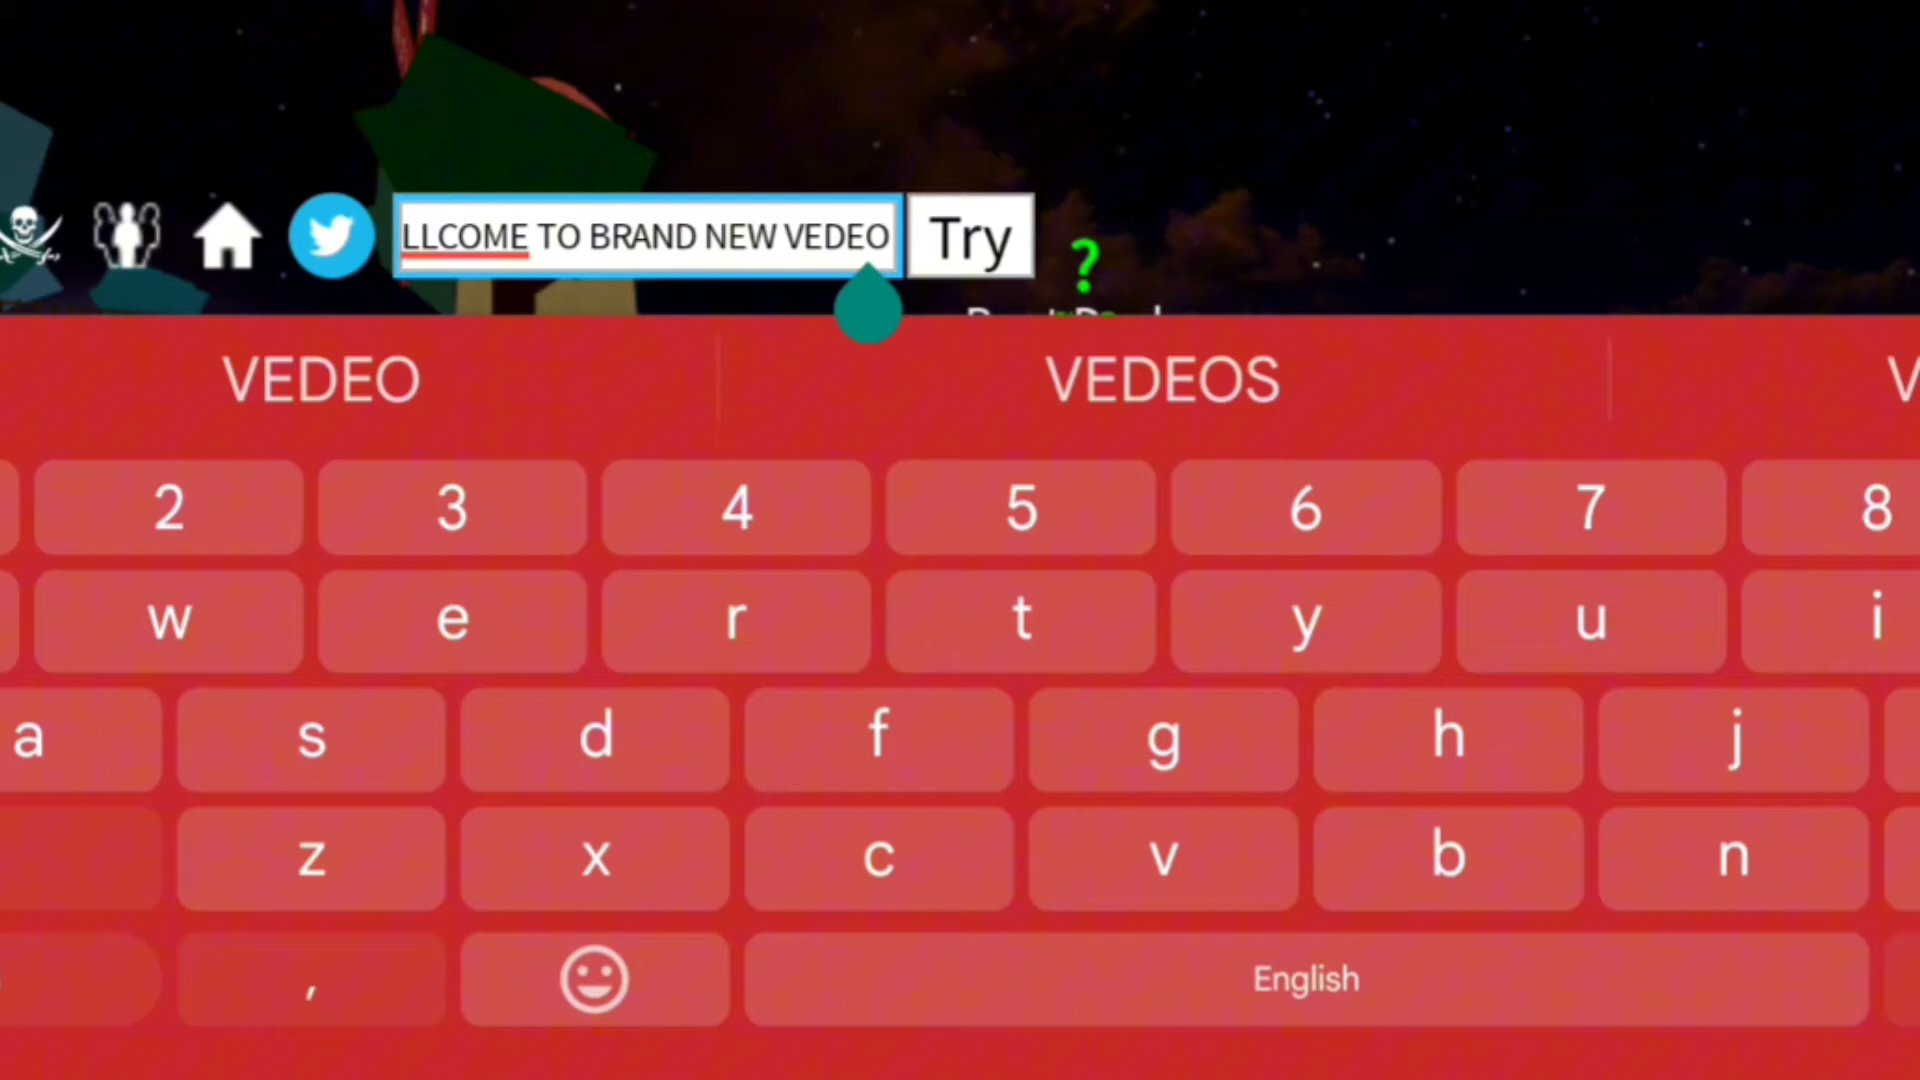 LLCOME TO BRAND NEW VEDEO
Try
?
VEDEO
VEDEOS
2 3 4 5 6 7 8
w e r t y u i
a s d f g h j
z x c v b n
, English